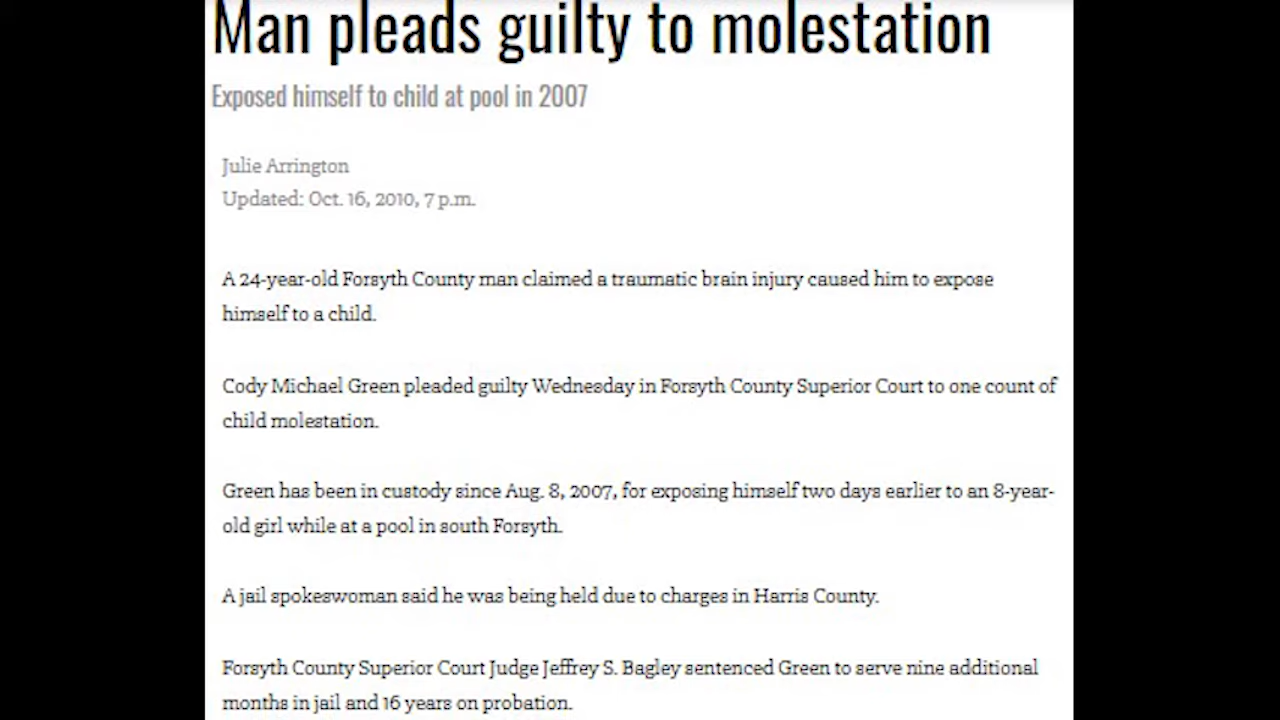 Man pleads guilty to molestation
Exposed himself to child at pool in 2007
Julie Arrington
Updated: Oct. 16, 2010, 7 p.m.
A 24-year-old Forsyth County man claimed a traumatic brain injury caused him to expose
himself to a child.
Cody Michael Green pleaded guilty Wednesday in Forsyth County Superior Court to one count of
child molestation.
Green has been in custody since Aug. 8, 2007, for exposing himself two days earlier to an 8-year-
old girl while at a pool in south Forsyth.
A jail spokeswoman said he was being held due to charges in Harris County.
Forsyth County Superior Court Judge Jeffrey S. Bagley sentenced Green to serve nine additional
months in jail and 16 years on probation.